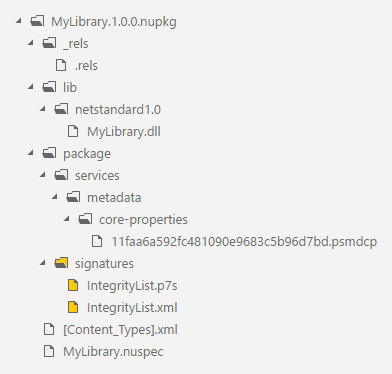 MyLibrary.1.0.0.nupkg
_rels
.rels
lib
netstandard1.0
MyLibrary.dll
package
services
metadata
core-properties
11faa6a592fc481090e9683c5b96d7bd.psmdcp
signatures
IntegrityList.p7s
IntegrityList.xml
[Content_Types].xml
MyLibrary.nuspec